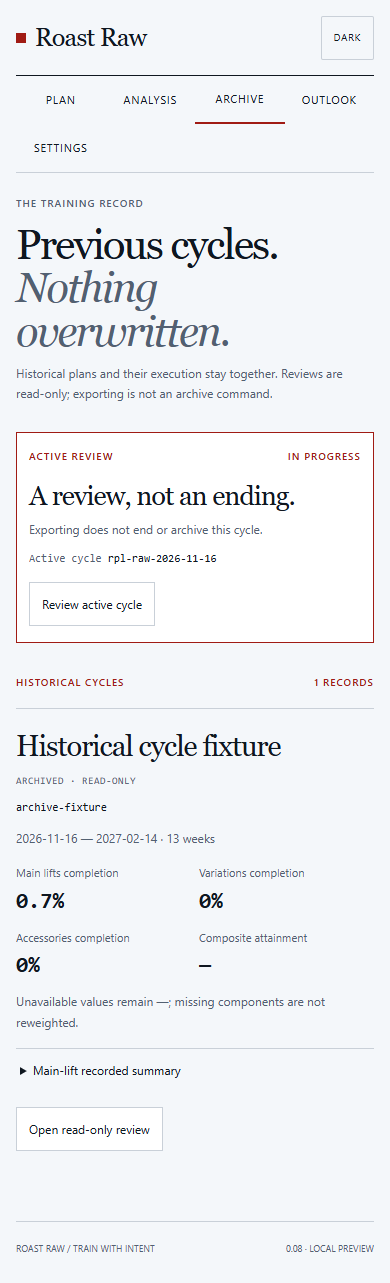 Roast Raw
DARK
PLAN ANALYSIS ARCHIVE OUTLOOK
SETTINGS
THE TRAINING RECORD
Previous cycles.
Nothing
overwritten.
Historical plans and their execution stay together. Reviews are
read-only; exporting is not an archive command.
ACTIVE REVIEW IN PROGRESS
A review, not an ending.
Exporting does not end or archive this cycle.
Active cycle rpl-raw-2026-11-16
Review active cycle
HISTORICAL CYCLES 1 RECORDS
Historical cycle fixture
ARCHIVED · READ-ONLY
archive-fixture
2026-11-16 — 2027-02-14 · 13 weeks
Main lifts completion Variations completion
0.7% 0%
Accessories completion Composite attainment
0% —
Unavailable values remain —; missing components are not
reweighted.
Main-lift recorded summary
Open read-only review
ROAST RAW / TRAIN WITH INTENT 0.08 · LOCAL PREVIEW